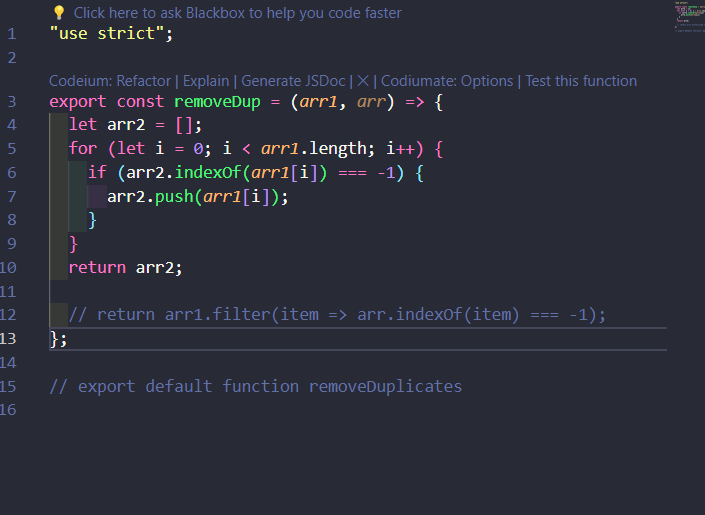 💡 Click here to ask Blackbox to help you code faster
1 "use strict";
2
Codeium: Refactor | Explain | Generate JSDoc | X | Codiumate: Options | Test this function
3 export const removeDup = (arr1, arr) => {
4 let arr2 = [];
5 for (let i = 0; i < arr1.length; i++) {
6 if (arr2.indexOf(arr1[i]) === -1) {
7 arr2.push(arr1[i]);
8 }
9 }
10 return arr2;
11
12 // return arr1.filter(item => arr.indexOf(item) === -1);
13 };
14
15 // export default function removeDuplicates
16